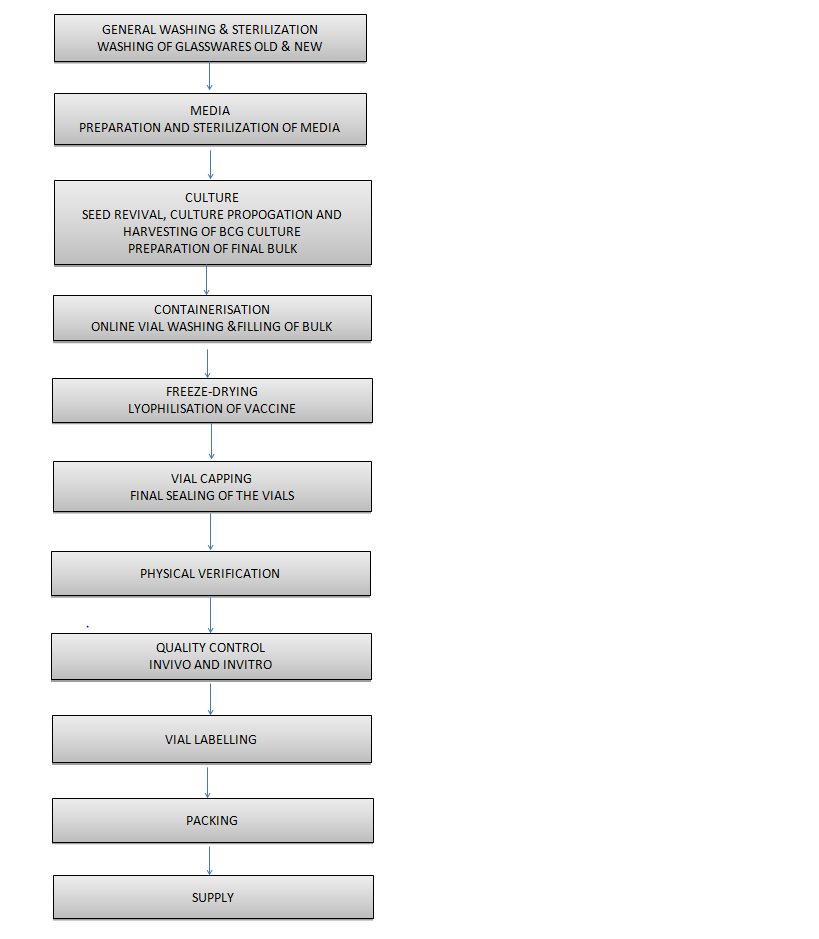 GENERAL WASHING & STERILIZATION
WASHING OF GLASSWARES OLD & NEW
MEDIA
PREPARATION AND STERILIZATION OF MEDIA
CULTURE
SEED REVIVAL, CULTURE PROPOGATION AND
HARVESTING OF BCG CULTURE
PREPARATION OF FINAL BULK
CONTAINERISATION
ONLINE VIAL WASHING &FILLING OF BULK
FREEZE-DRYING
LYOPHILISATION OF VACCINE
VIAL CAPPING
FINAL SEALING OF THE VIALS
PHYSICAL VERIFICATION
QUALITY CONTROL
INVIVO AND INVITRO
VIAL LABELLING
PACKING
SUPPLY